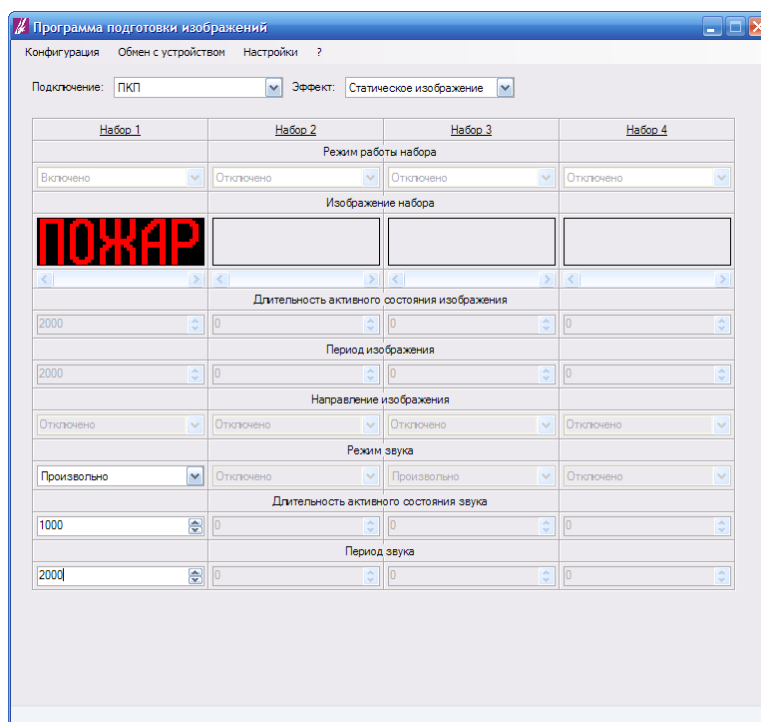 Программа подготовки изображений
Конфигурация Обмен с устройством Настройки ?
Подключение: ПКП Эффект: Статическое изображение
Набор 1 Набор 2 Набор 3 Набор 4
Режим работы набора
Включено Отключено Отключено Отключено
Изображение набора
ПОЖАР
Длительность активного состояния изображения
2000 0 0 0
Период изображения
2000 0 0 0
Направление изображения
Отключено Отключено Отключено Отключено
Режим звука
Произвольно Отключено Произвольно Отключено
Длительность активного состояния звука
1000 0 0 0
Период звука
2000 0 0 0